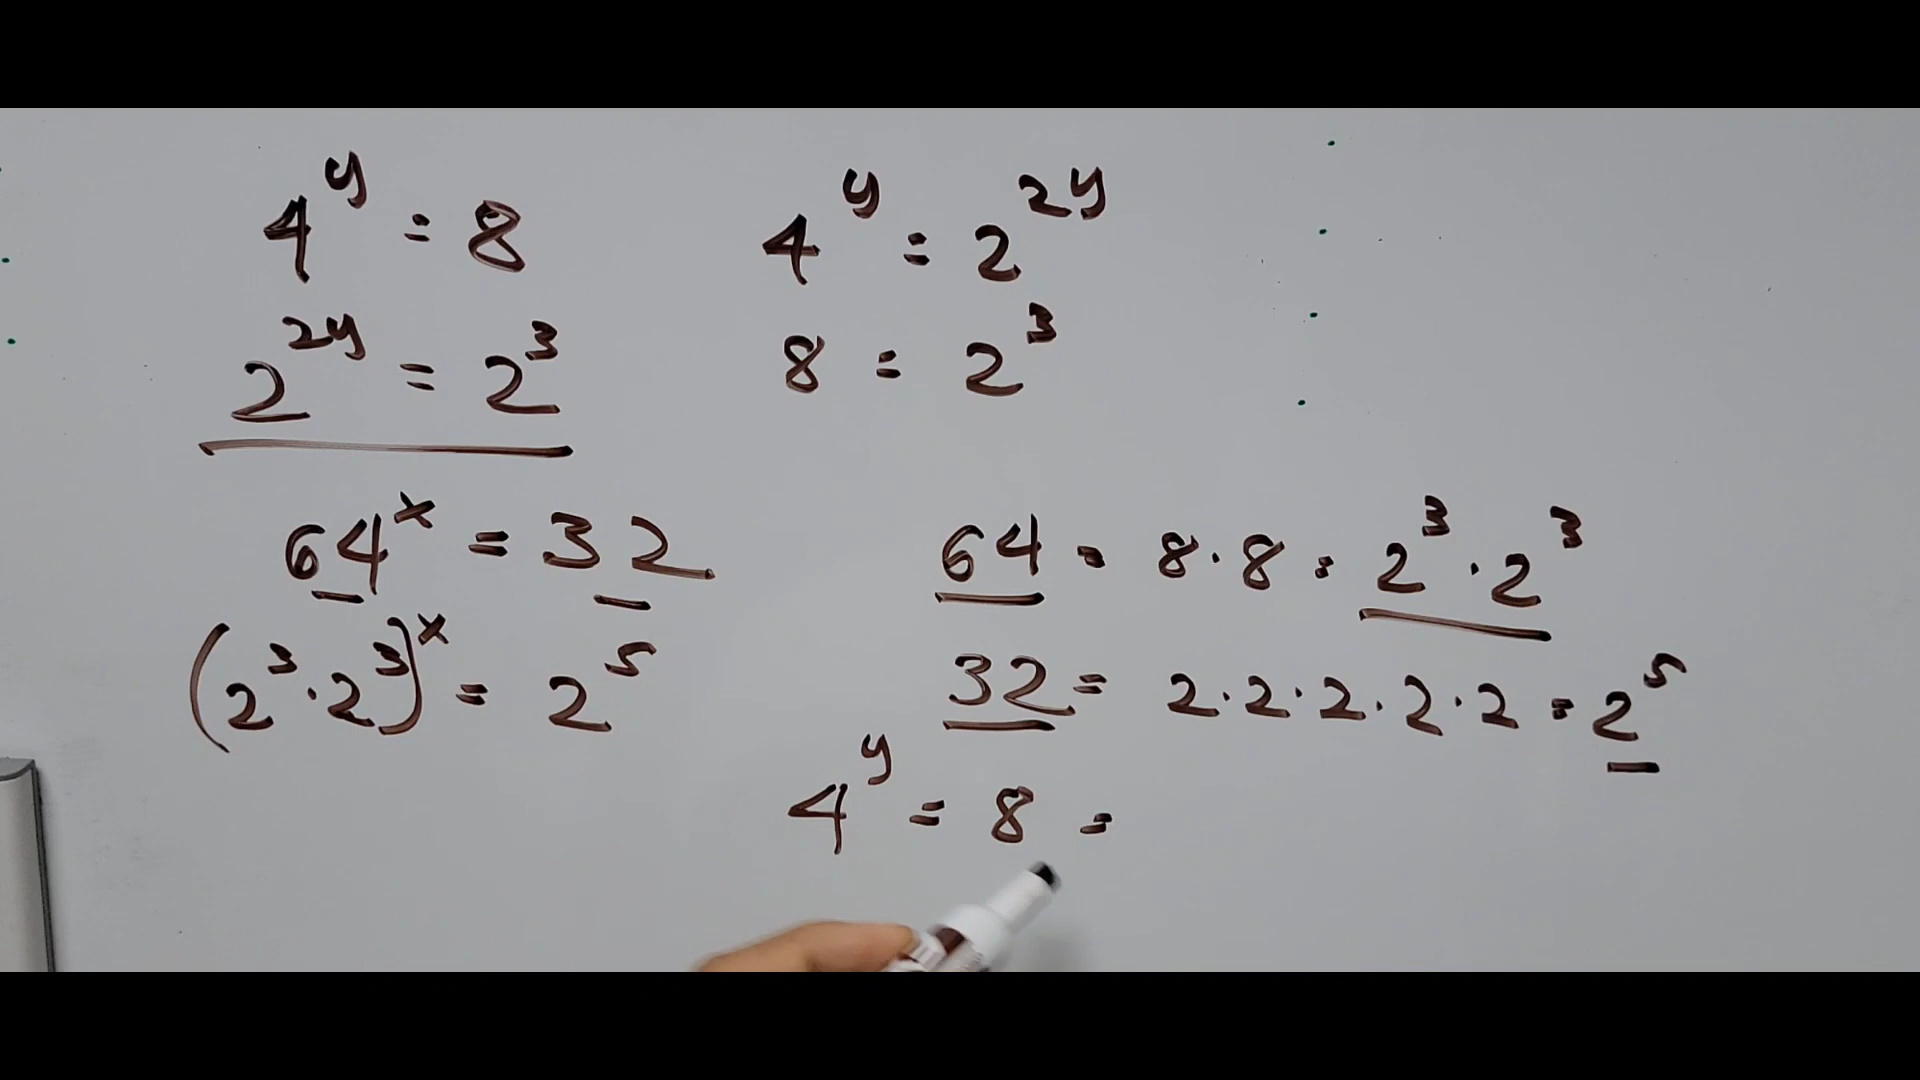 4^y = 8
2^2y = 2^3
4^y = 2^2y
8 = 2^3
64^x = 32
(2^3 · 2^3)^x = 2^5
64 = 8 · 8 = 2^3 · 2^3
32 = 2 · 2 · 2 · 2 · 2 = 2^5
4^y = 8 =